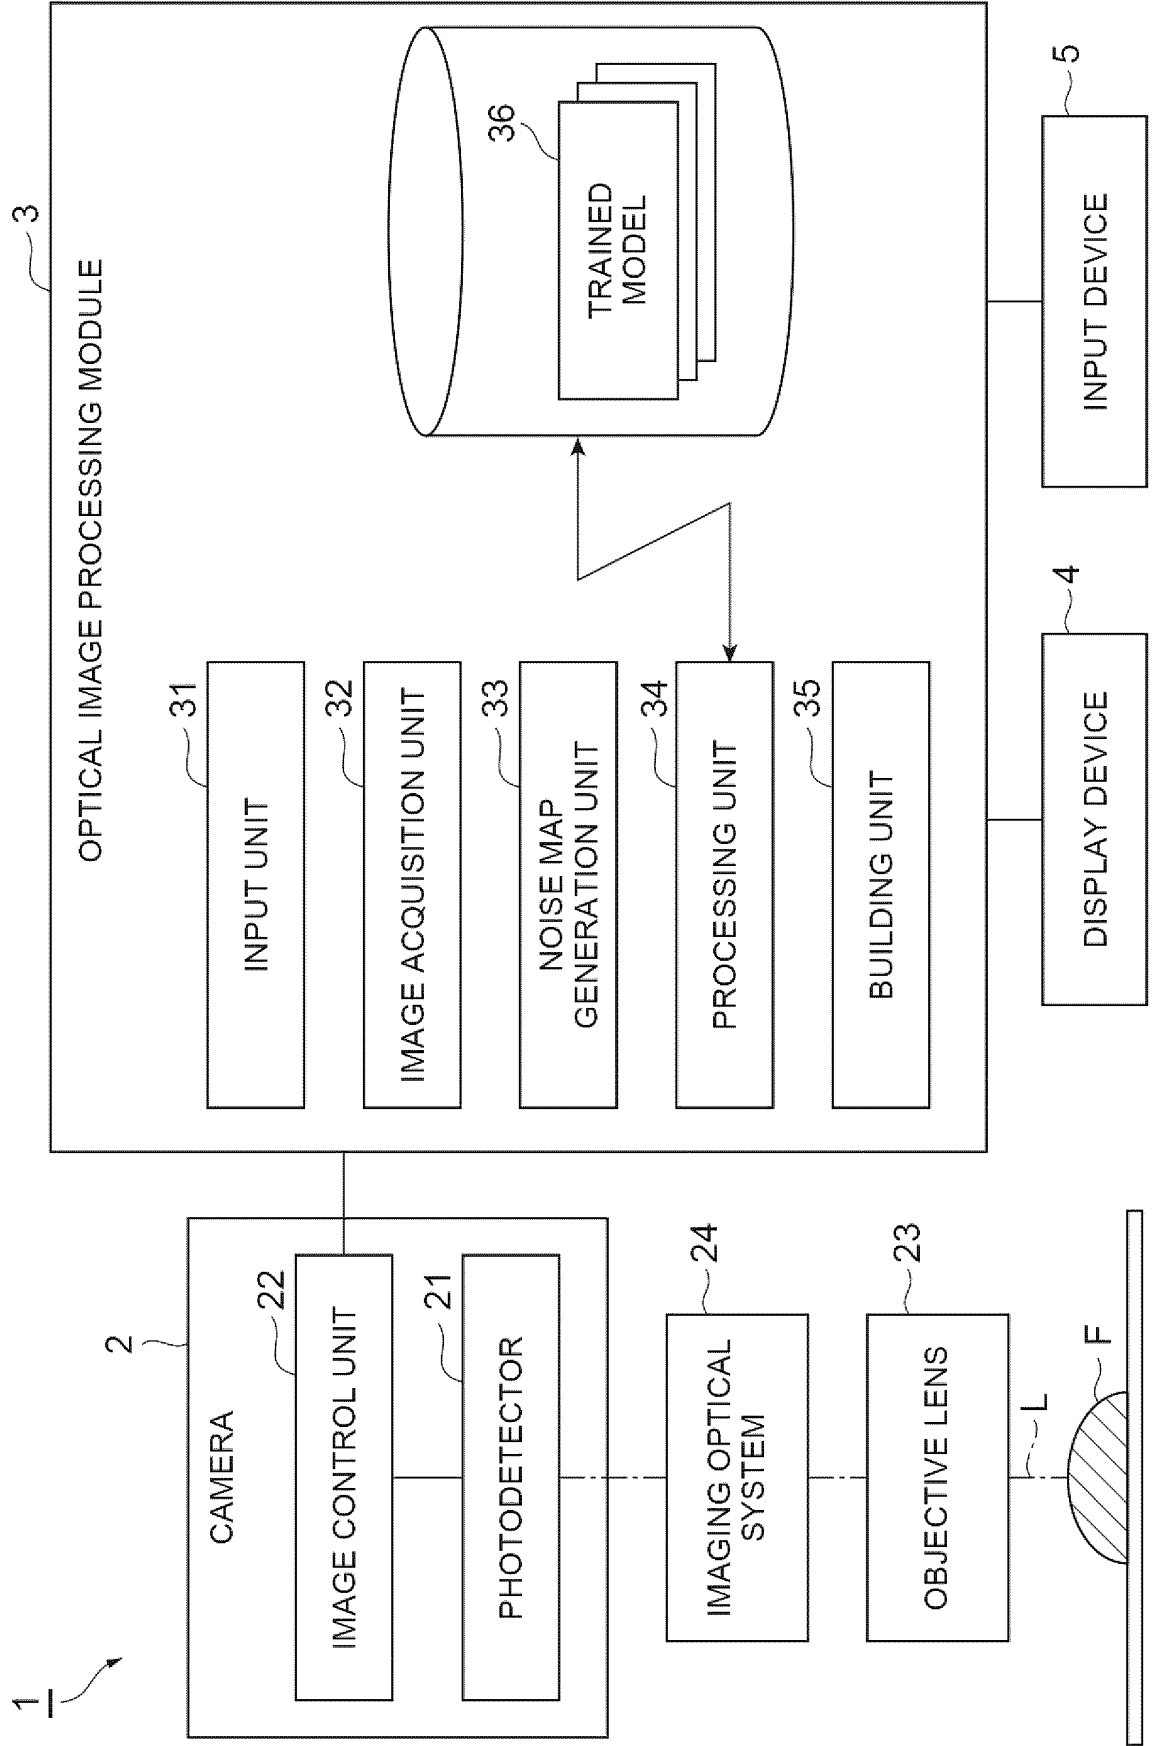 1
2
CAMERA
22
IMAGE CONTROL UNIT
21
PHOTODETECTOR
24
IMAGING OPTICAL
SYSTEM
23
OBJECTIVE LENS
L
F
3
OPTICAL IMAGE PROCESSING MODULE
31
INPUT UNIT
32
IMAGE ACQUISITION UNIT
33
NOISE MAP
GENERATION UNIT
34
PROCESSING UNIT
35
BUILDING UNIT
36
TRAINED
MODEL
4
DISPLAY DEVICE
5
INPUT DEVICE